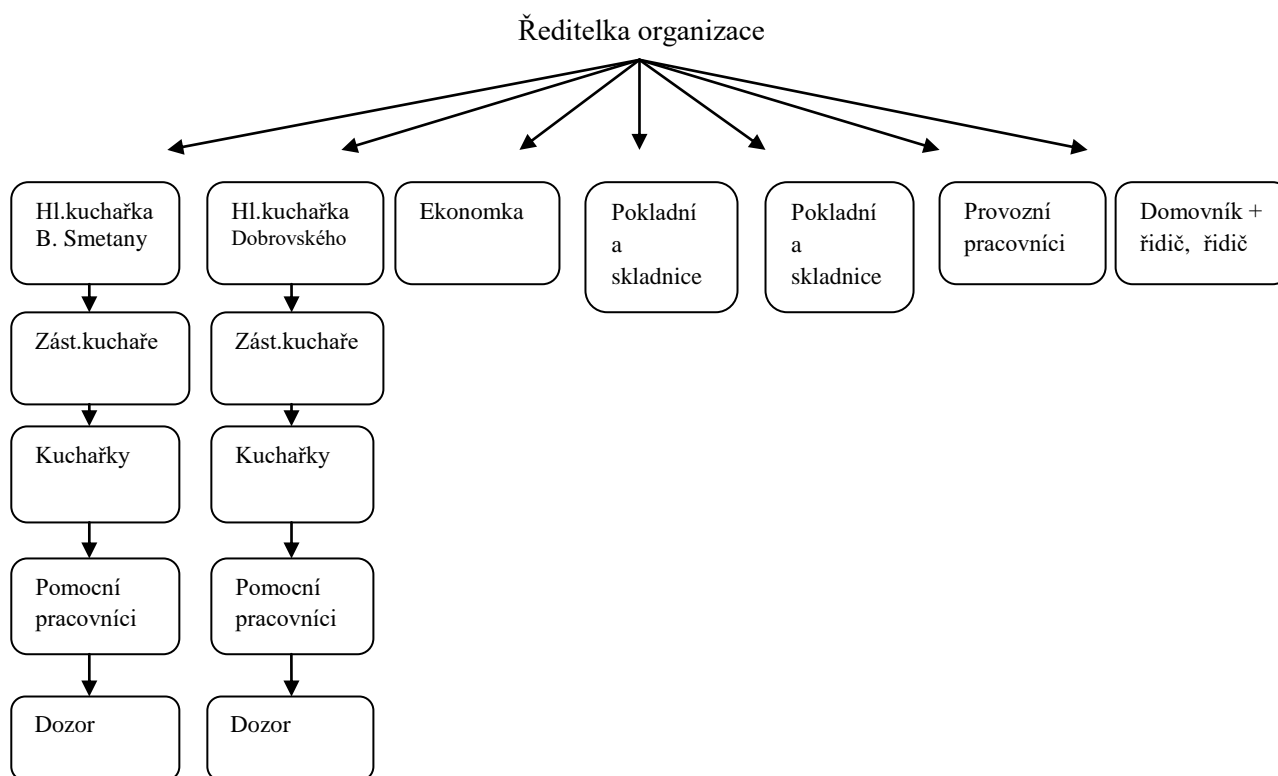 Ředitelka organizace
Hl.kuchařka
B. Smetany
Hl.kuchařka
Dobrovského
Ekonomka
Pokladní
a
skladnice
Pokladní
a
skladnice
Provozní
pracovníci
Domovník +
řidič, řidič
Zást.kuchaře
Zást.kuchaře
Kuchařky
Kuchařky
Pomocní
pracovníci
Pomocní
pracovníci
Dozor
Dozor